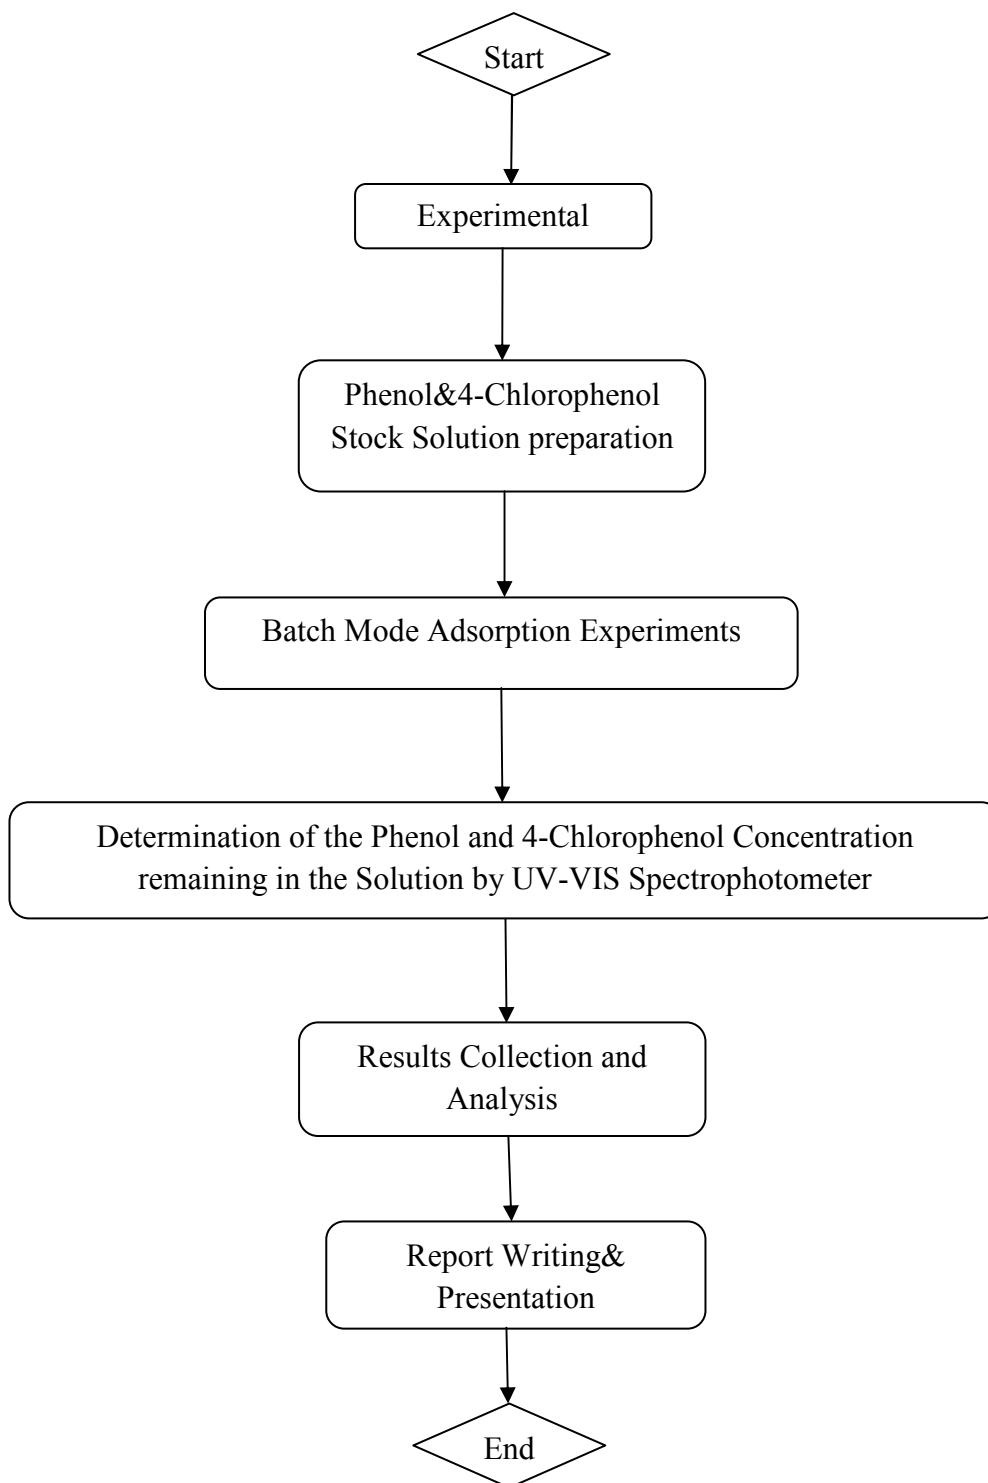 Start
Experimental
Phenol&4-Chlorophenol
Stock Solution preparation
Batch Mode Adsorption Experiments
Determination of the Phenol and 4-Chlorophenol Concentration
remaining in the Solution by UV-VIS Spectrophotometer
Results Collection and
Analysis
Report Writing&
Presentation
End